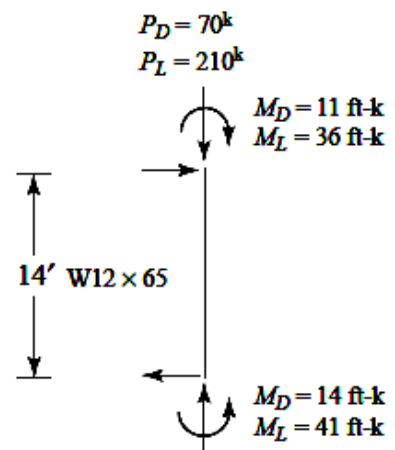 P_D = 70^k
P_L = 210^k
M_D = 11 ft-k
M_L = 36 ft-k
14′ W12 × 65
M_D = 14 ft-k
M_L = 41 ft-k